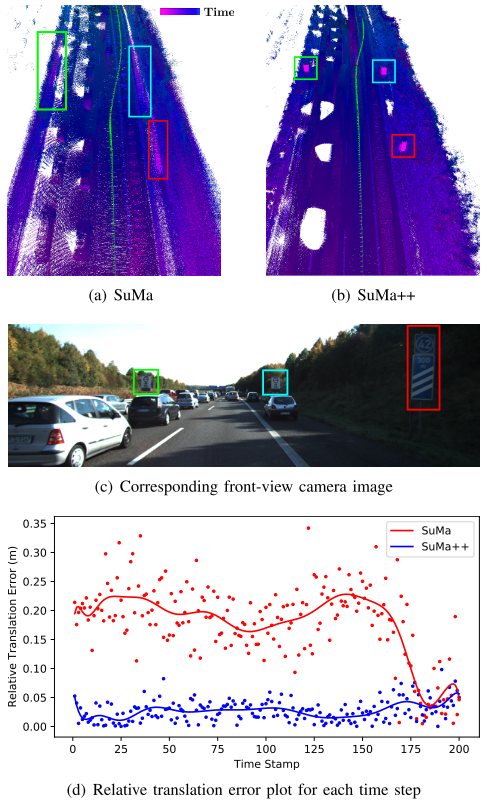 Time
(a) SuMa
(b) SuMa++
42
(c) Corresponding front-view camera image
Relative Translation Error (m)
0.35
0.30
0.25
0.20
0.15
0.10
0.05
0.00
SuMa
SuMa++
0
25
50
75
100
125
150
175
200
Time Stamp
(d) Relative translation error plot for each time step